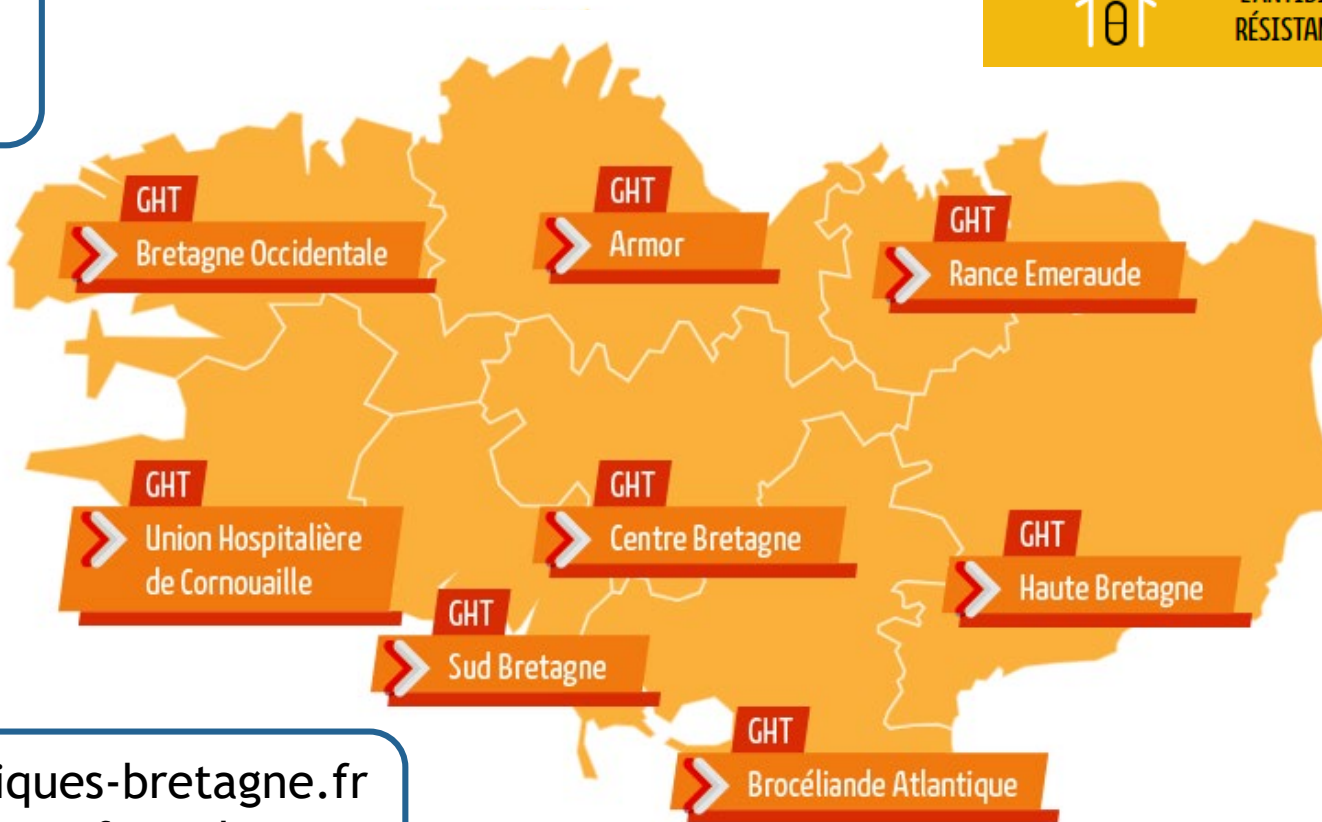 RÉSISTAN
GHT
Bretagne Occidentale
GHT
Armor
GHT
Rance Emeraude
GHT
Union Hospitalière
de Cornouaille
GHT
Centre Bretagne
GHT
Haute Bretagne
GHT
Sud Bretagne
GHT
Brocéliande Atlantique
iques-bretagne.fr